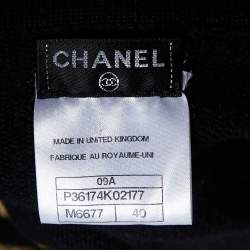 CHANEL
MADE IN UNITED KINGDOM
FABRIQUE AU ROYAUME-UNI
09A
P36174K02177
M6677 40